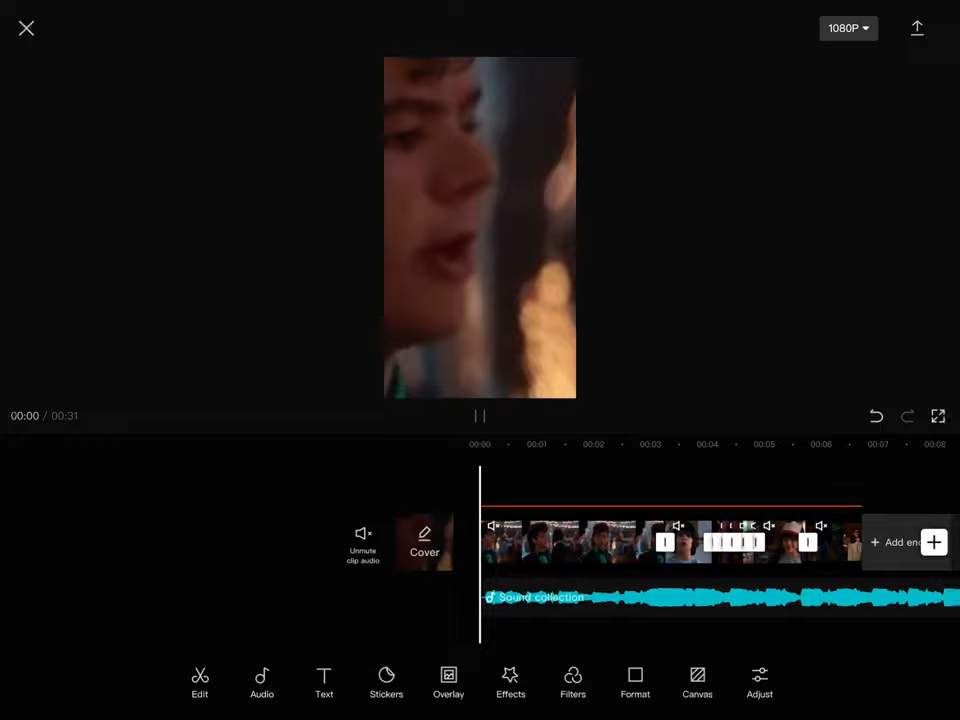 1080P
00:00 / 00:31
00:00 00:01 00:02 00:03 00:04 00:05 00:06 00:07 00:08
Unmute
clip audio
Cover
+ Add en
Sound collection
Edit Audio Text Stickers Overlay Effects Filters Format Canvas Adjust